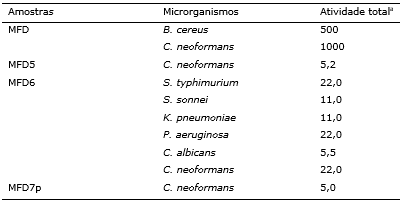 Amostras Microrganismos Atividade totalª
MFD B. cereus 500
C. neoformans 1000
MFD5 C. neoformans 5,2
MFD6 S. typhimurium 22,0
S. sonnei 11,0
K. pneumoniae 11,0
P. aeruginosa 22,0
C. albicans 5,5
C. neoformans 22,0
MFD7p C. neoformans 5,0